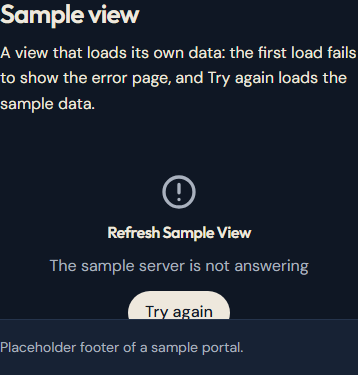 Sample view
A view that loads its own data: the first load fails
to show the error page, and Try again loads the
sample data.
Refresh Sample View
The sample server is not answering
Try again
Placeholder footer of a sample portal.